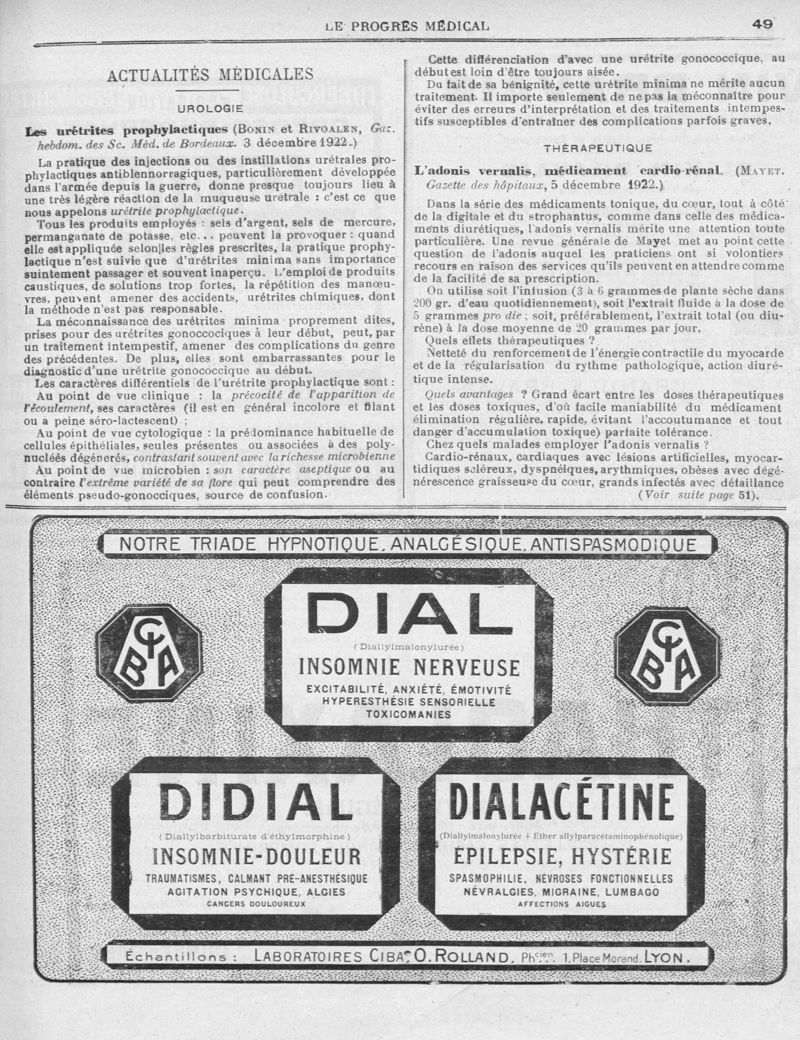 LE PROGRÈS MÉDICAL
49
ACTUALITÉS MÉDICALES
UROLOGIE
Les urétrites prophylactiques (BONIN et RIVOALEN, Gaz.
hebdom. des Sc. Méd. de Bordeaux. 3 décembre 1922.)
La pratique des injections ou des instillations urétrales pro-
phylactiques antiblennorragiques, particulièrement développée
dans l'armée depuis la guerre, donne presque toujours lieu à
une très légère réaction de la muqueuse urétrale : c'est ce que
nous appelons urétrite prophylactique.
Tous les produits employés : sels d'argent, sels de mercure,
permanganate de potasse, etc... peuvent la provoquer : quand
elle est appliquée selon les règles prescrites, la pratique prophy-
lactique n'est suivie que d'urétrites minima sans importance
suintement passager et souvent inaperçu. L'emploi de produits
caustiques, de solutions trop fortes, la répétition des manœu-
vres, peuvent amener des accidents, urétrites chimiques, dont
la méthode n'est pas responsable.
La méconnaissance des urétrites minima proprement dites,
prises pour des urétrites gonoccociques à leur début, peut, par
un traitement intempestif, amener des complications du genre
des précédentes. De plus, elles sont embarrassantes pour le
diagnostic d'une urétrite gonococcique au début.
Les caractères différentiels de l'urétrite prophylactique sont :
Au point de vue clinique : la précocité de l'apparition de
l'écoulement, ses caractères (il est en général incolore et filant
ou a peine séro-lactescent) ;
Au point de vue cytologique : la prédominance habituelle de
cellules épithéliales, seules présentes ou associées à des poly-
nucléés dégénerés, contrastant souvent avec la richesse microbienne
Au point de vue microbien : son caractère aseptique ou au
contraire l'extrême variété de sa flore qui peut comprendre des
éléments pseudo-gonocciques, source de confusion.
Cette différenciation d'avec une urétrite gonococcique, au
début est loin d'être toujours aisée.
Du fait de sa bénignité, cette urétrite minima ne mérite aucun
traitement. Il importe seulement de ne pas la méconnaître pour
éviter des erreurs d'interprétation et des traitements intempes-
tifs susceptibles d'entraîner des complications parfois graves.
THÉRAPEUTIQUE
L'adonis vernalis, médicament cardio-rénal. (MAYET.
Gazette des hôpitaux, 5 décembre 1922.)
Dans la série des médicaments tonique, du cœur, tout à côté
de la digitale et du strophantus, comme dans celle des médica-
ments diurétiques, l'adonis vernalis mérite une attention toute
particulière. Une revue générale de Mayet met au point cette
question de l'adonis auquel les praticiens ont si volontiers
recours en raison des services qu'ils peuvent en attendre comme
de la facilité de sa prescription.
On utilise soit l'infusion (3 à 6 grammes de plante sèche dans
200 gr. d'eau quotidiennement), soit l'extrait fluide à la dose de
5 grammes pro die ; soit, préférablement, l'extrait total (ou diu-
rène) à la dose moyenne de 20 grammes par jour.
Quels effets thérapeutiques ?
Netteté du renforcement de l'énergie contractile du myocarde
et de la régularisation du rythme pathologique, action diuré-
tique intense.
Quels avantages ? Grand écart entre les doses thérapeutiques
et les doses toxiques, d'où facile maniabilité du médicament
élimination régulière, rapide, évitant l'accoutumance et tout
danger d'accumulation toxique) parfaite tolérance.
Chez quels malades employer l'adonis vernalis ?
Cardio-rénaux, cardiaques avec lésions artificielles, myocar-
tidiques scléreux, dyspnéiques, arythmiques, obèses avec dégé-
nérescence graisseuse du cœur, grands infectés avec défaillance
(Voir suite page 51).
NOTRE TRIADE HYPNOTIQUE, ANALGÉSIQUE, ANTISPASMODIQUE
CIBA
DIAL
(Diallylmalonylurée)
INSOMNIE NERVEUSE
EXCITABILITÉ, ANXIÉTÉ, ÉMOTIVITÉ
HYPERESTHÉSIE SENSORIELLE
TOXICOMANIES
CIBA
DIDIAL
(Diallylbarbiturate d'éthylmorphine)
INSOMNIE-DOULEUR
TRAUMATISMES, CALMANT PRÉ-ANESTHÉSIQUE
AGITATION PSYCHIQUE, ALGIES
CANCERS DOULOUREUX
DIALACÉTINE
(Diallylmalonylurée + Ether allylparacétaminophénolique)
ÉPILEPSIE, HYSTÉRIE
SPASMOPHILIE, NÉVROSES FONCTIONNELLES
NÉVRALGIES, MIGRAINE, LUMBAGO
AFFECTIONS AIGUES
Échantillons : LABORATOIRES CIBA, O. ROLLAND, Phcien, 1, Place Morand, LYON.